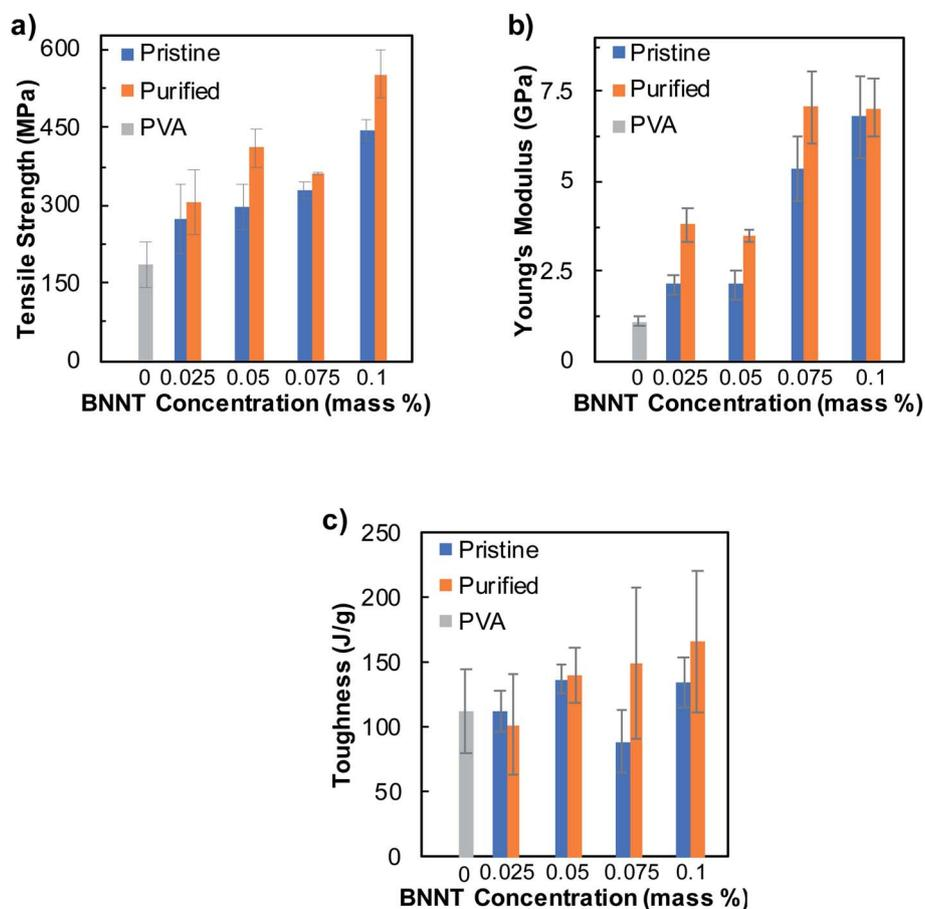 a)
Tensile Strength (MPa)
600
450
300
150
0
Pristine
Purified
PVA
0 0.025 0.05 0.075 0.1
BNNT Concentration (mass %)
b)
Young's Modulus (GPa)
7.5
5
2.5
0
Pristine
Purified
PVA
0 0.025 0.05 0.075 0.1
BNNT Concentration (mass %)
c)
Toughness (J/g)
250
200
150
100
50
0
Pristine
Purified
PVA
0 0.025 0.05 0.075 0.1
BNNT Concentration (mass %)